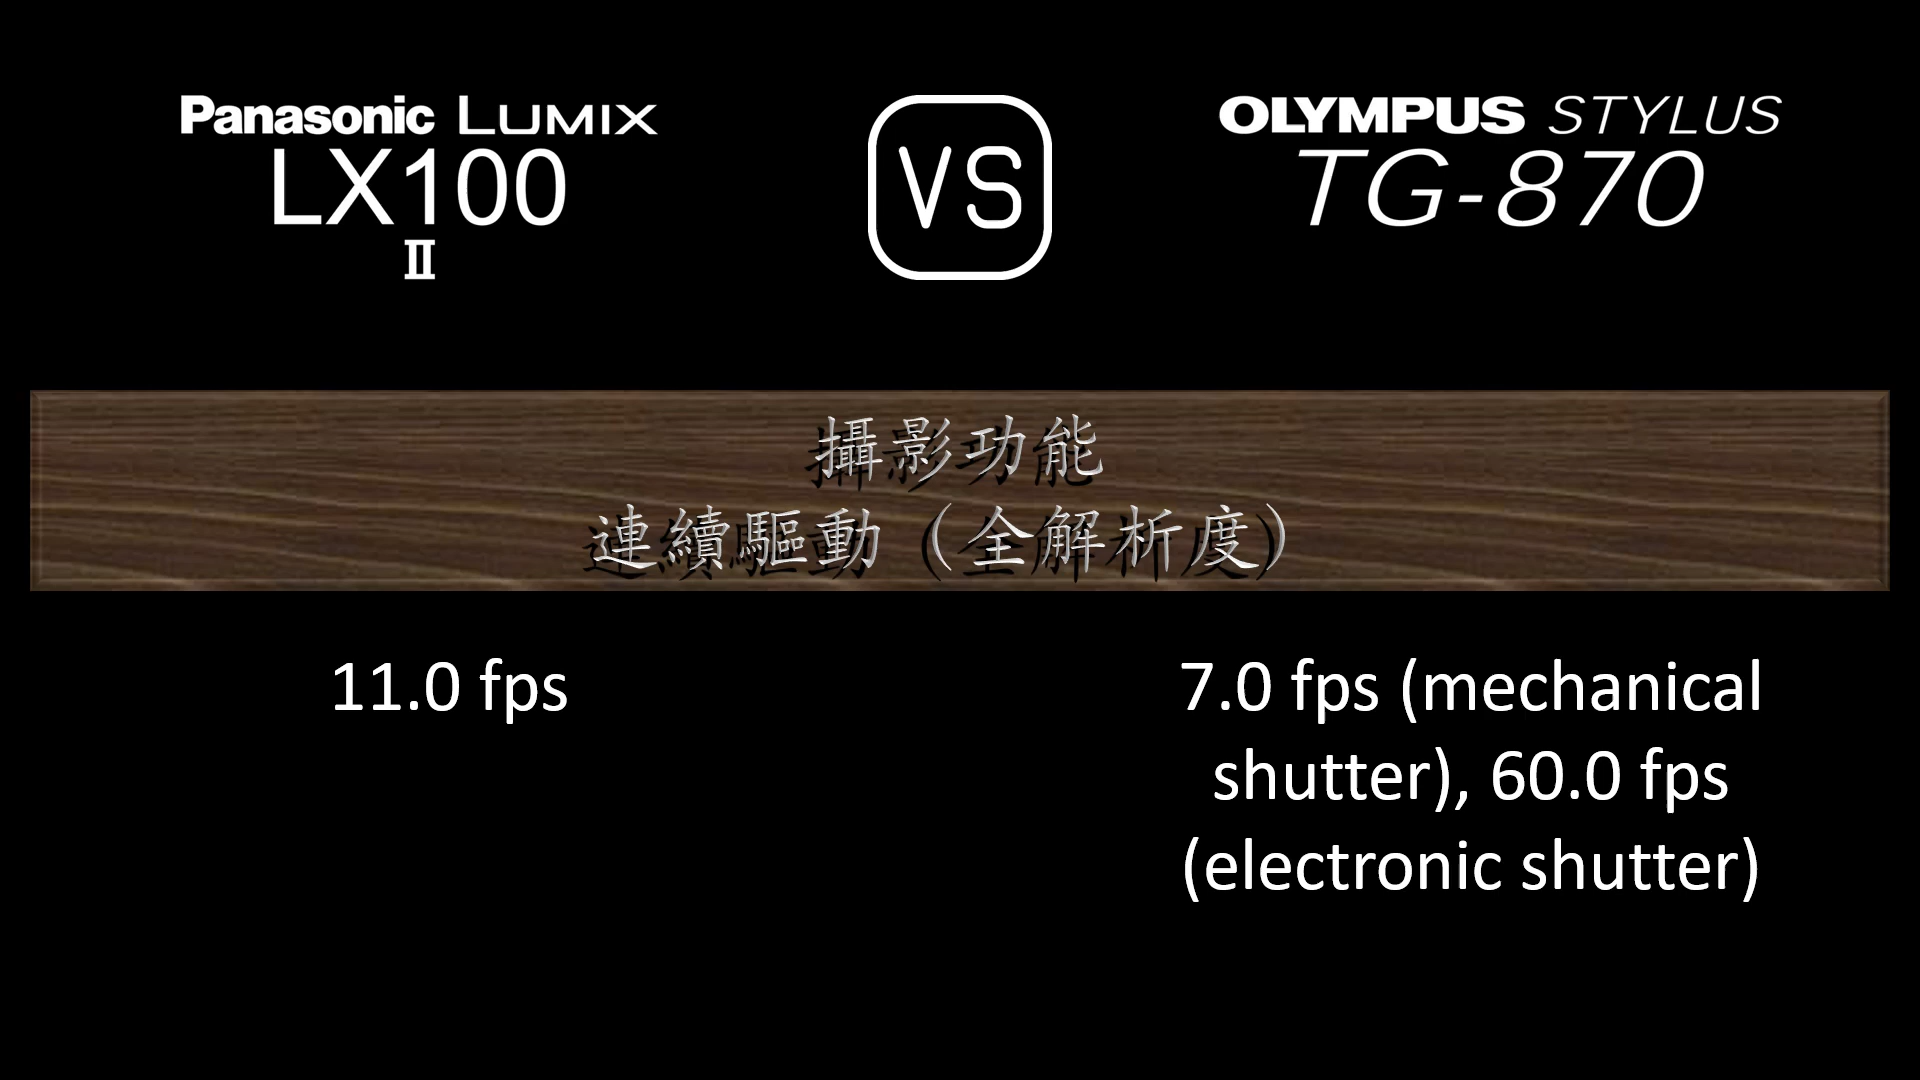 Panasonic LUMIX
LX100
II
VS
OLYMPUS STYLUS
TG-870
攝影功能
連續驅動（全解析度）
11.0 fps
7.0 fps (mechanical
shutter), 60.0 fps
(electronic shutter)